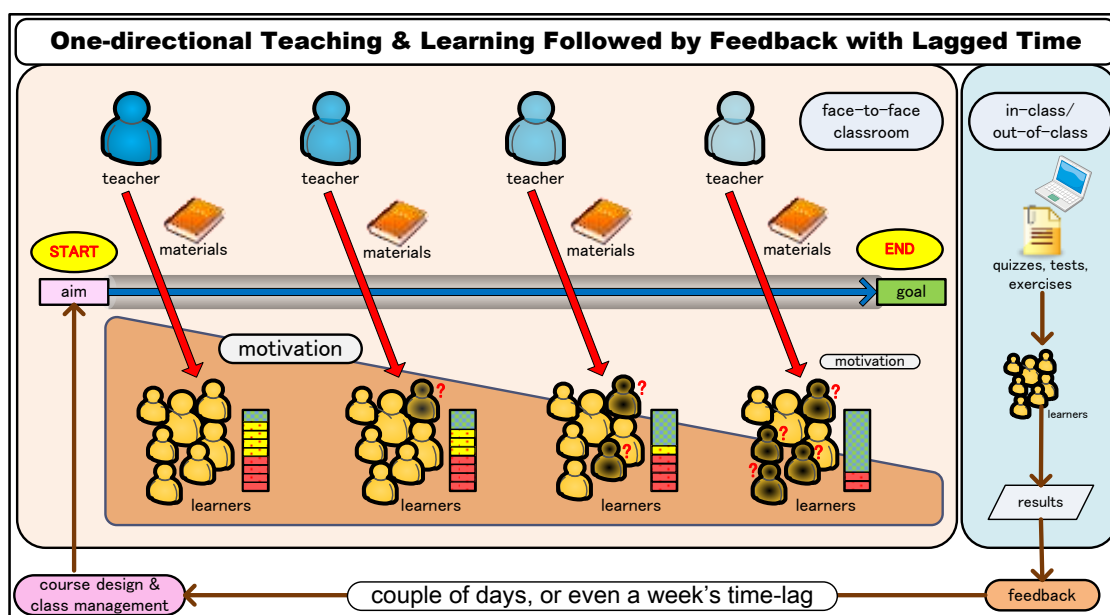 One-directional Teaching & Learning Followed by Feedback with Lagged Time
face-to-face
classroom
in-class/
out-of-class
teacher
teacher
teacher
teacher
materials
materials
materials
materials
START
END
aim
goal
quizzes, tests,
exercises
motivation
motivation
?
?
?
?
?
?
?
learners
learners
learners
learners
learners
results
course design &
class management
couple of days, or even a week's time-lag
feedback